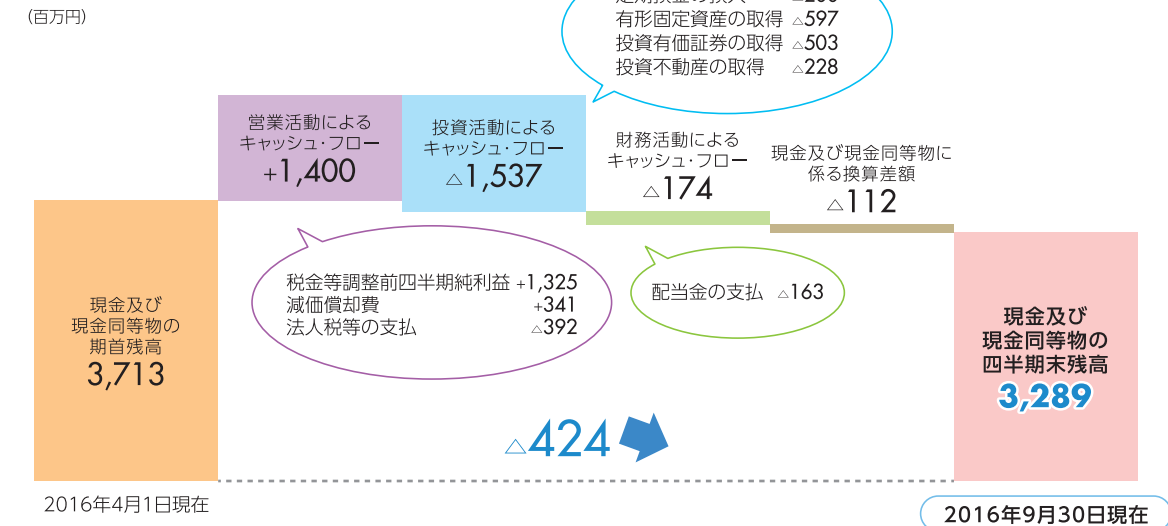 (百万円)
有形固定資産の取得 △597
投資有価証券の取得 △503
投資不動産の取得 △228
営業活動による
キャッシュ・フロー
+1,400
投資活動による
キャッシュ・フロー
△1,537
財務活動による
キャッシュ・フロー
△174
現金及び現金同等物に
係る換算差額
△112
税金等調整前四半期純利益 +1,325
減価償却費 +341
法人税等の支払 △392
配当金の支払 △163
現金及び
現金同等物の
期首残高
3,713
現金及び
現金同等物の
四半期末残高
3,289
△424
2016年4月1日現在
2016年9月30日現在